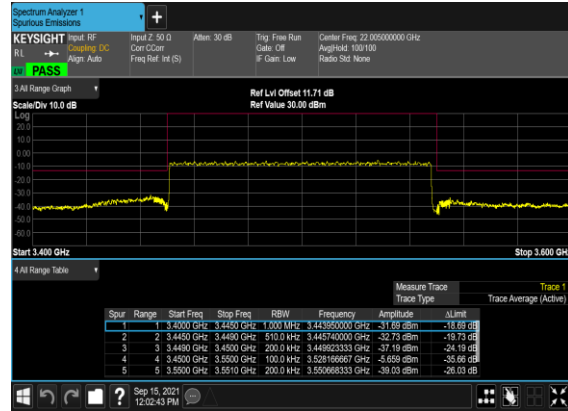 Spectrum Analyzer 1
Spurious Emissions
KEYSIGHT Input: RF Input Z: 50 Ω Atten: 30 dB Trig: Free Run Center Freq: 22.005000000 GHz
RL Coupling: DC Corr CCorr Gate: Off Avg|Hold: 100/100
Align: Auto Freq Ref: Int (S) IF Gain: Low Radio Std: None
LXI PASS
3 All Range Graph Ref Lvl Offset 11.71 dB
Scale/Div 10.0 dB Ref Value 30.00 dBm
Log
20.0
10.0
0.00
-10.0
-20.0
-30.0
-40.0
-50.0
-60.0
Start 3.400 GHz Stop 3.600 GH
4 All Range Table
Measure Trace Trace 1
Trace Type Trace Average (Active)
Spur Range Start Freq Stop Freq RBW Frequency Amplitude ΔLimit
1 1 3.4000 GHz 3.4450 GHz 1.000 MHz 3.443950000 GHz -31.69 dBm -18.69 dB
2 2 3.4450 GHz 3.4490 GHz 510.0 kHz 3.445740000 GHz -32.73 dBm -19.73 dB
3 3 3.4490 GHz 3.4500 GHz 200.0 kHz 3.449923333 GHz -37.19 dBm -24.19 dB
4 4 3.4500 GHz 3.5500 GHz 100.0 kHz 3.528166667 GHz -5.659 dBm -35.66 dB
5 5 3.5500 GHz 3.5510 GHz 200.0 kHz 3.550668333 GHz -39.03 dBm -26.03 dB
? Sep 15, 2021
12:02:43 PM